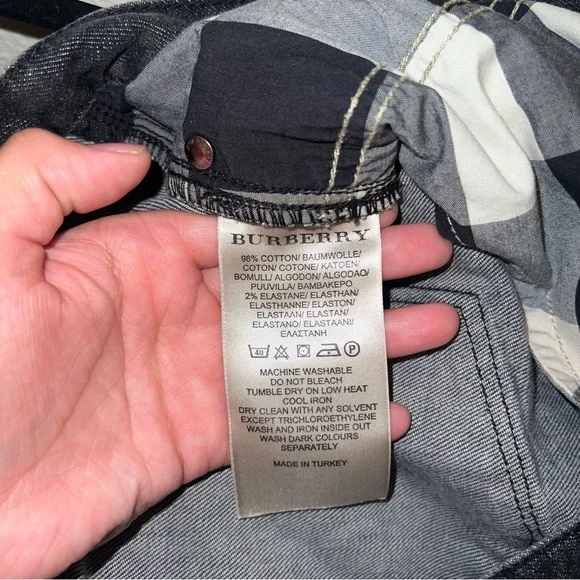 BURBERRY
98% COTTON/ BAUMWOLLE/
COTON/ COTONE/ KATOEN/
BOMULL/ ALGODON/ ALGODAO/
PUUVILLA/ ΒΑΜΒΑΚΕΡΟ
2% ELASTANE/ ELASTHAN/
ELASTHANNE/ ELASTON/
ELASTAAN/ ELASTAN/
ELASTANO/ ELASTAANI/
ΕΛΑΣΤΑΝΗ
40 P
MACHINE WASHABLE
DO NOT BLEACH
TUMBLE DRY ON LOW HEAT
COOL IRON
DRY CLEAN WITH ANY SOLVENT
EXCEPT TRICHLOROETHYLENE
WASH AND IRON INSIDE OUT
WASH DARK COLOURS
SEPARATELY
MADE IN TURKEY